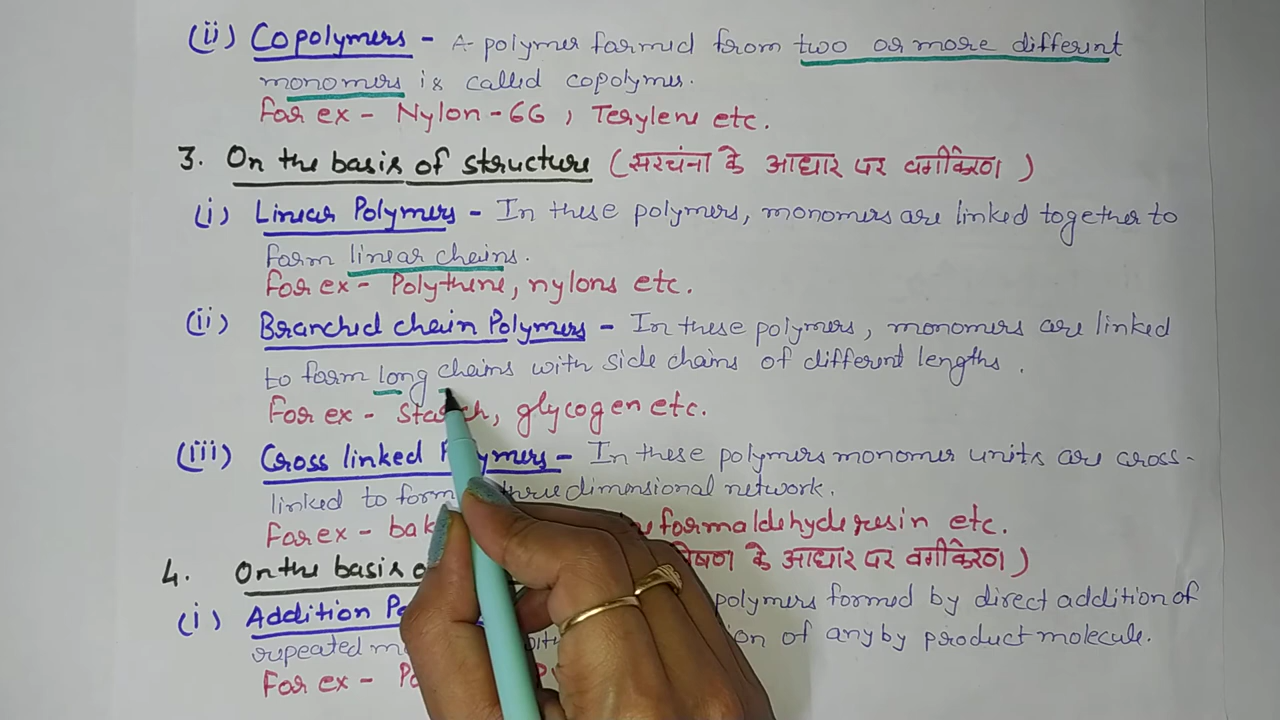 (ii) Copolymers - A polymer formed from two or more different
monomers is called copolymer.
For ex - Nylon-66, Terylene etc.
3. On the basis of structure (सरचंना के आधार पर वर्गीकरण)
(i) Linear Polymers - In these polymers, monomers are linked together to
form linear chains.
For ex - Polythene, nylons etc.
(ii) Branched chain Polymers - In these polymers, monomers are linked
to form long chains with side chains of different lengths.
For ex - Starch, glycogen etc.
(iii) Cross linked Polymers - In these polymers monomer units are cross-
linked to form three dimensional network.
For ex - formaldehyde resin etc.
4. On the basis के आधार पर वर्गीकरण)
(i) Addition polymers formed by direct addition of
repeated of any by product molecule.
For ex -